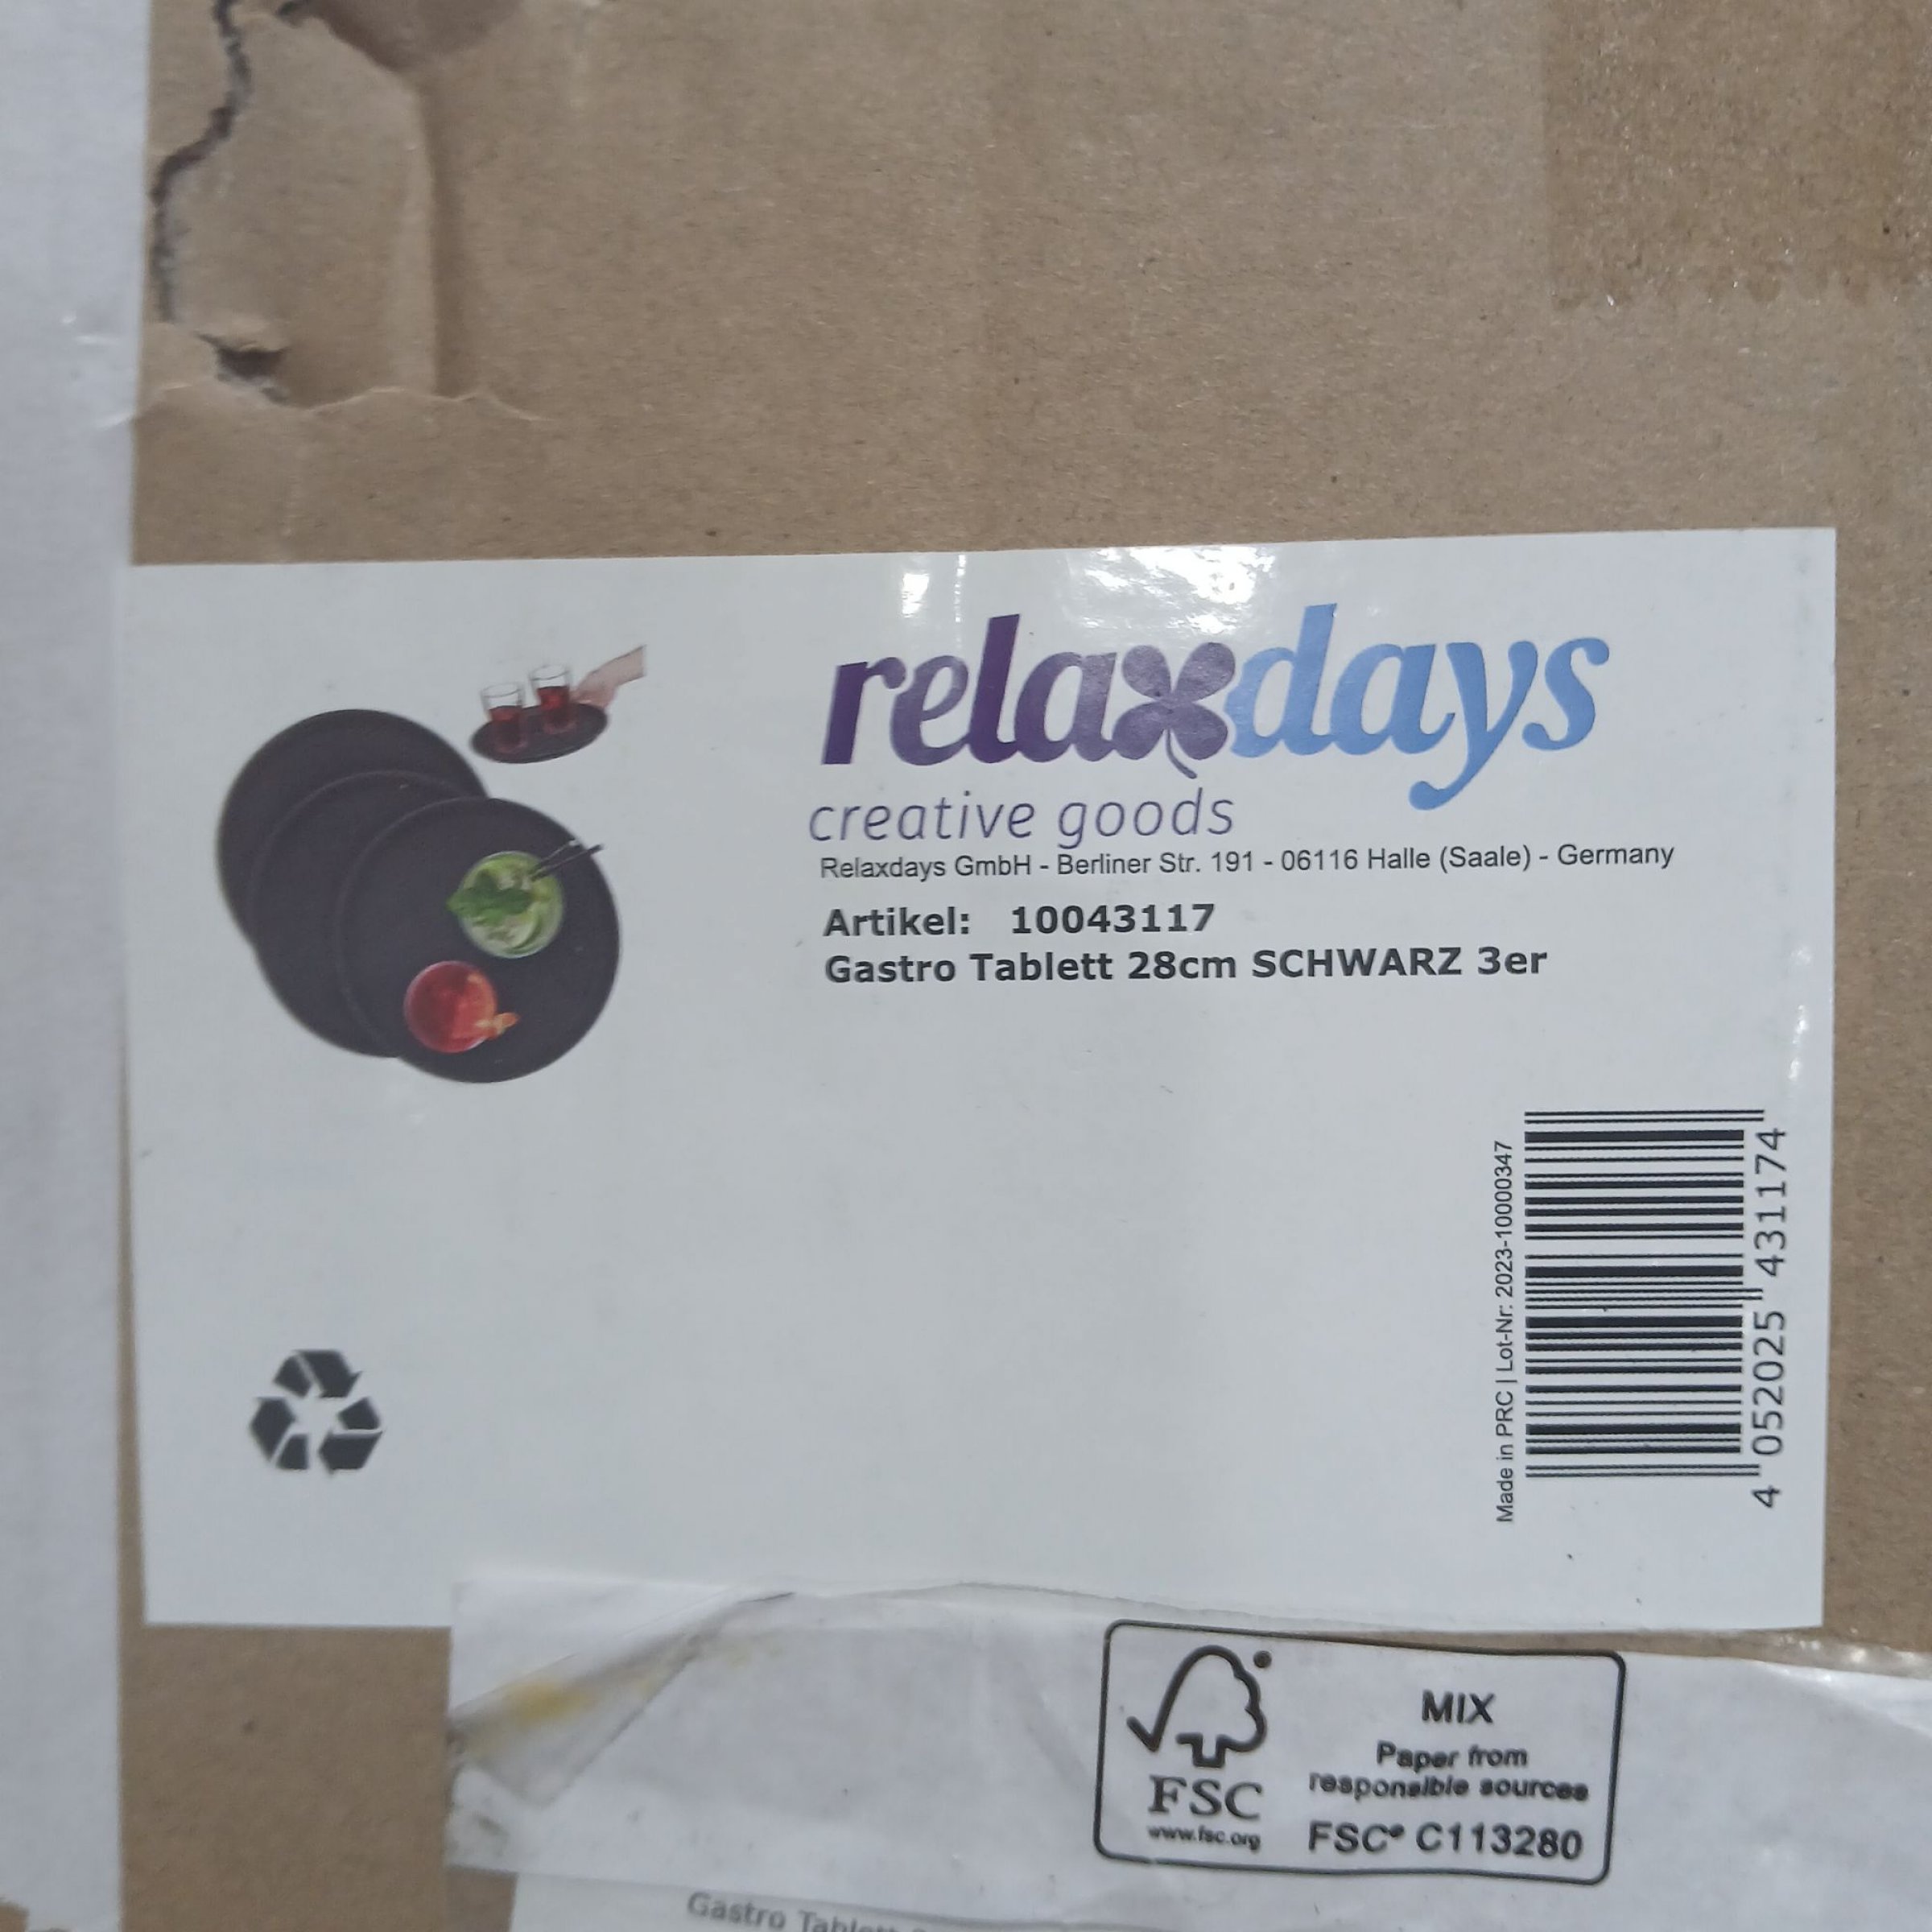 relaxdays
creative goods
Relaxdays GmbH - Berliner Str. 191 - 06116 Halle (Saale) - Germany
Artikel: 10043117
Gastro Tablett 28cm SCHWARZ 3er
Made in PRC | Lot-Nr: 2023-10000347
4 052025 431174
FSC
www.fsc.org
MIX
Paper from
responsible sources
FSC® C113280
Gastro Tablett